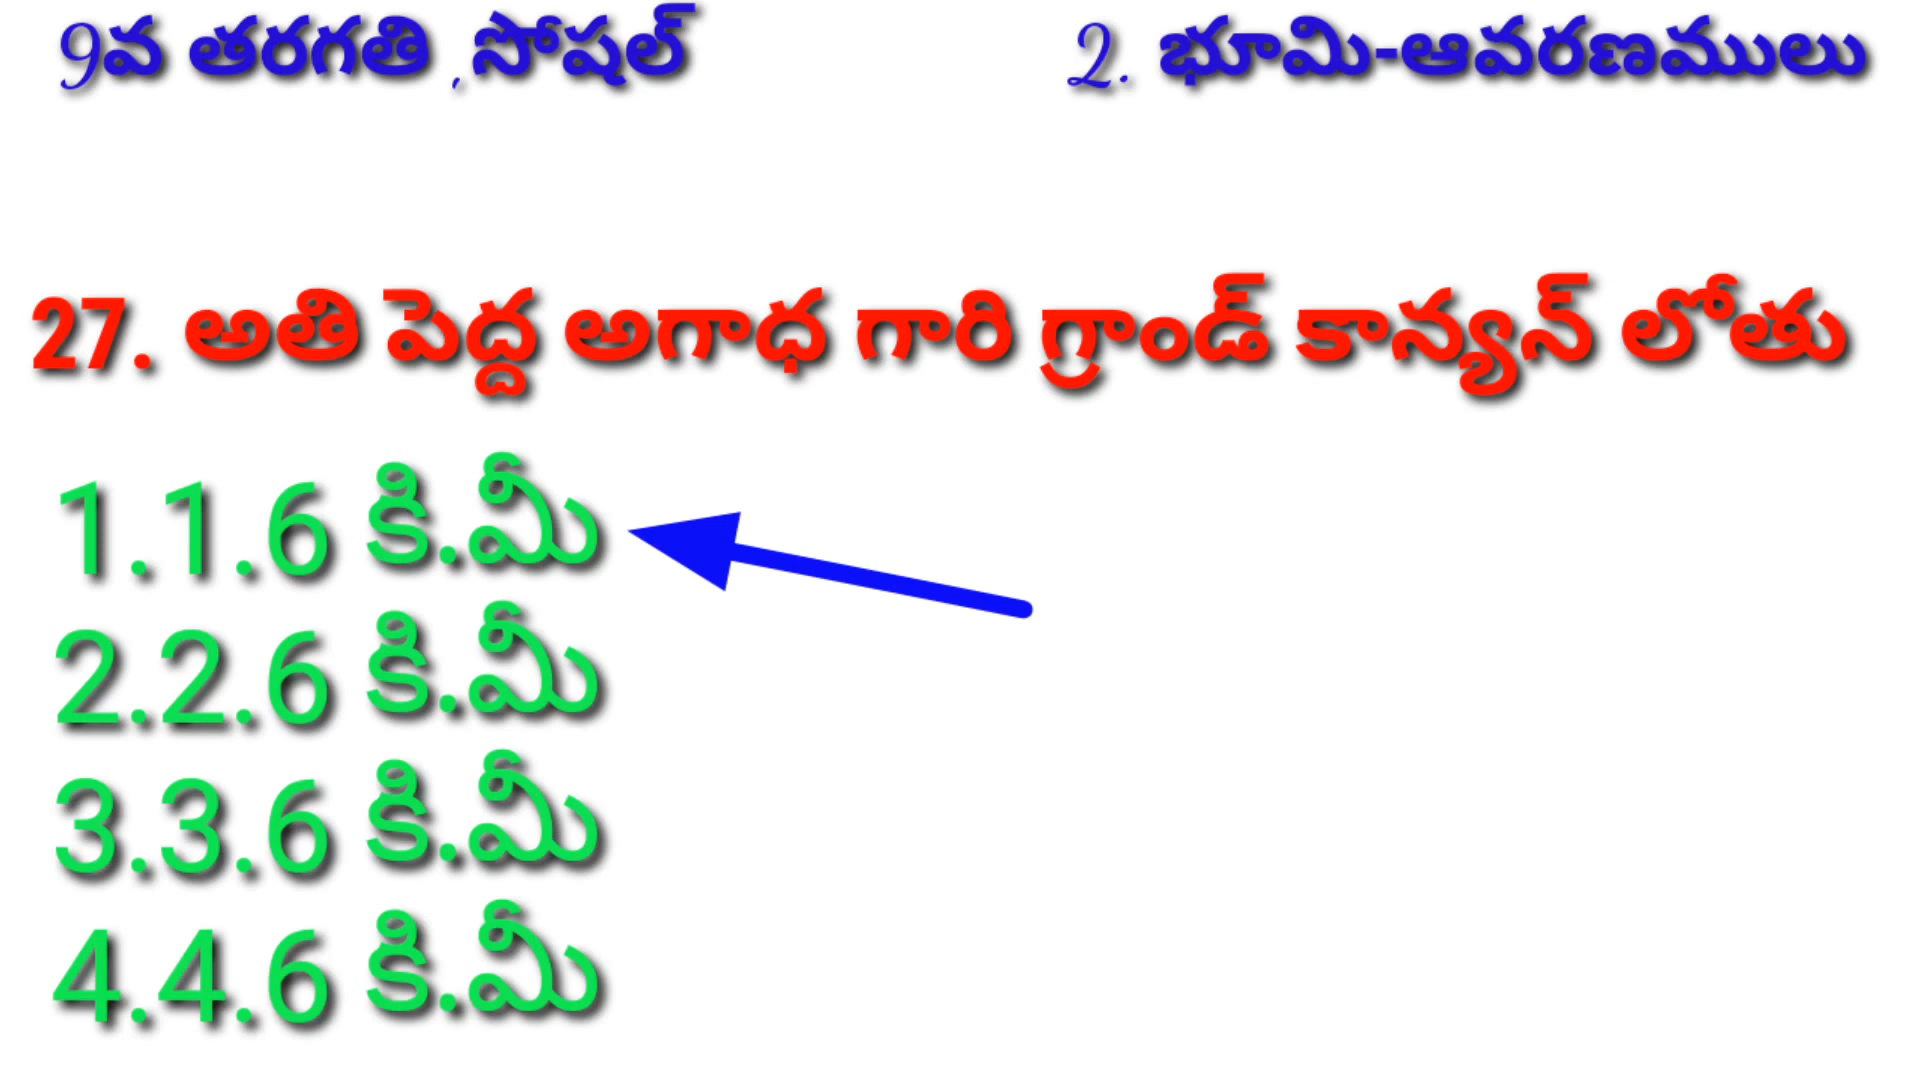 9వ తరగతి ,సోషల్
2. భూమి-ఆవరణములు
27. అతి పెద్ద అగాధ గారి గ్రాండ్ కాన్యన్ లోతు
1.1.6 కి.మీ
2.2.6 కి.మీ
3.3.6 కి.మీ
4.4.6 కి.మీ